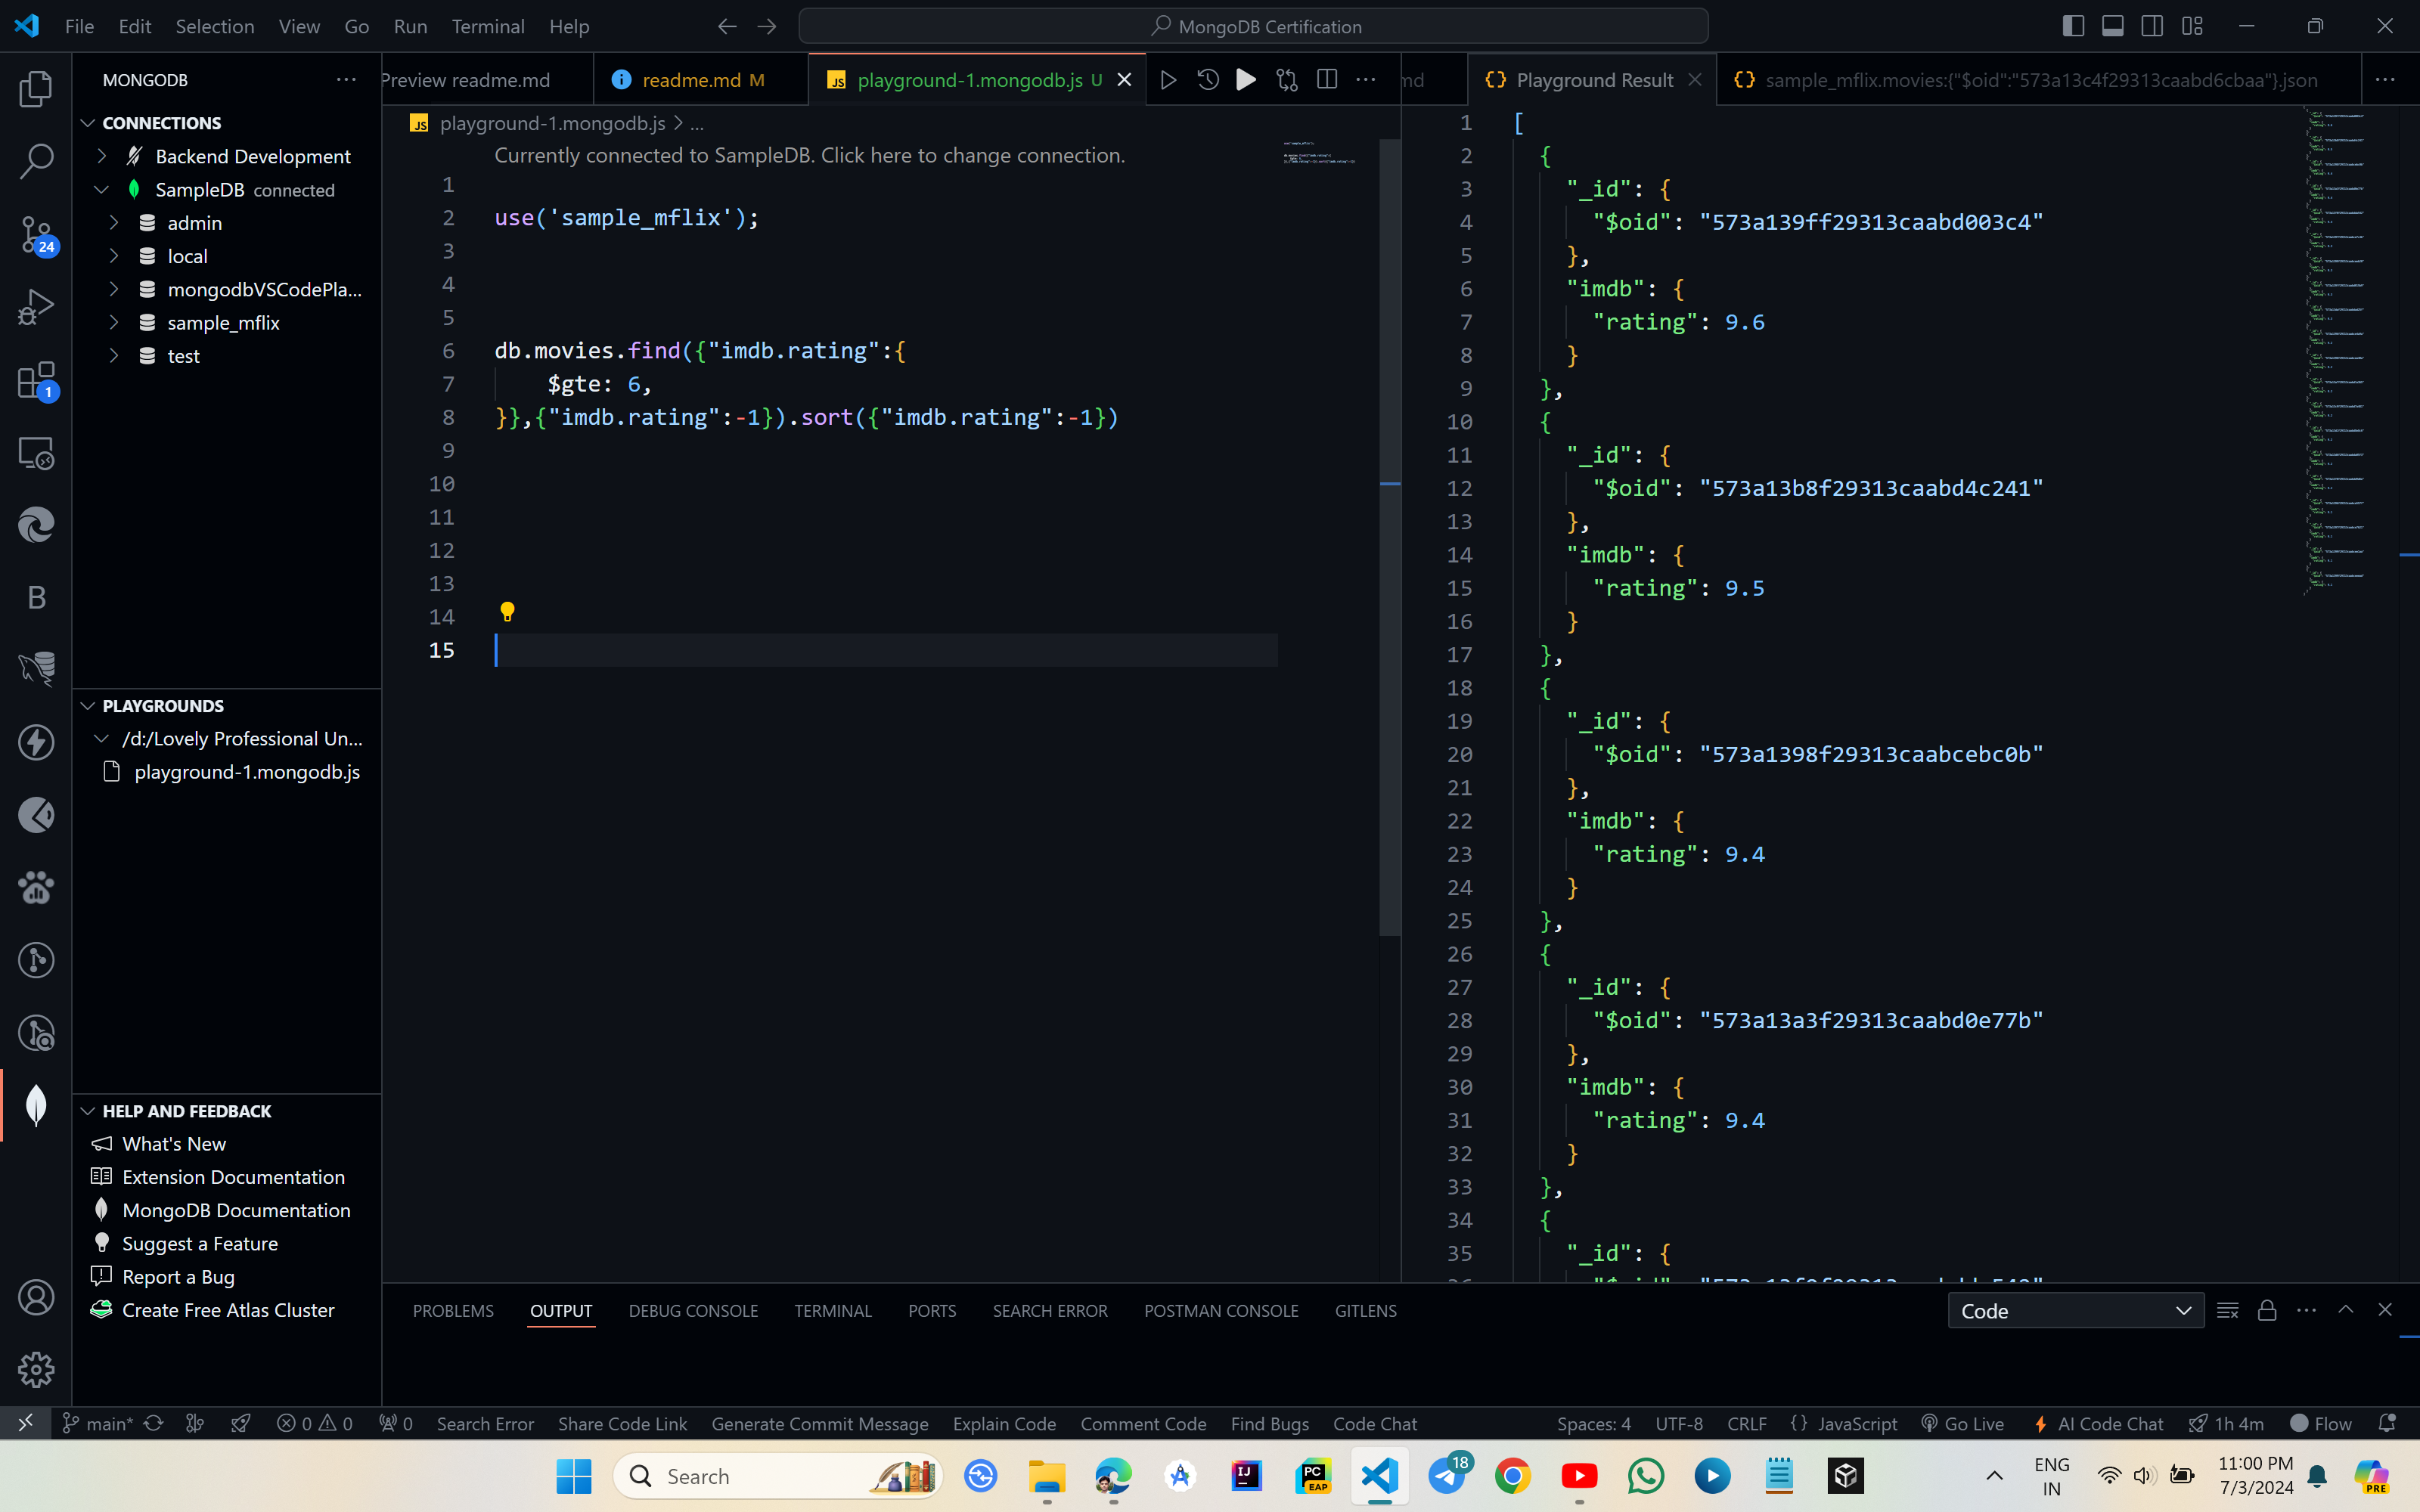 File Edit Selection View Go Run Terminal Help
MongoDB Certification
MONGODB
CONNECTIONS
Backend Development
SampleDB connected
admin
local
mongodbVSCodePla...
sample_mflix
test
PLAYGROUNDS
/d:/Lovely Professional Un...
playground-1.mongodb.js
HELP AND FEEDBACK
What's New
Extension Documentation
MongoDB Documentation
Suggest a Feature
Report a Bug
Create Free Atlas Cluster
24
1
B
Preview readme.md
readme.md M
JS playground-1.mongodb.js U
JS playground-1.mongodb.js > ...
Currently connected to SampleDB. Click here to change connection.
1
2 use('sample_mflix');
3
4
5
6 db.movies.find({"imdb.rating":{
7 $gte: 6,
8 }},{"imdb.rating":-1}).sort({"imdb.rating":-1})
9
10
11
12
13
14
15
md
{} Playground Result
{} sample_mflix.movies:{"$oid":"573a13c4f29313caabd6cbaa"}.json
1 [
2 {
3 "_id": {
4 "$oid": "573a139ff29313caabd003c4"
5 },
6 "imdb": {
7 "rating": 9.6
8 }
9 },
10 {
11 "_id": {
12 "$oid": "573a13b8f29313caabd4c241"
13 },
14 "imdb": {
15 "rating": 9.5
16 }
17 },
18 {
19 "_id": {
20 "$oid": "573a1398f29313caabcebc0b"
21 },
22 "imdb": {
23 "rating": 9.4
24 }
25 },
26 {
27 "_id": {
28 "$oid": "573a13a3f29313caabd0e77b"
29 },
30 "imdb": {
31 "rating": 9.4
32 }
33 },
34 {
35 "_id": {
PROBLEMS OUTPUT DEBUG CONSOLE TERMINAL PORTS SEARCH ERROR POSTMAN CONSOLE GITLENS
Code
main* 0 0 0 Search Error Share Code Link Generate Commit Message Explain Code Comment Code Find Bugs Code Chat
Spaces: 4 UTF-8 CRLF {} JavaScript Go Live AI Code Chat 1h 4m Flow
Search
IJ
PC
EAP
18
ENG
IN
11:00 PM
7/3/2024
PRE